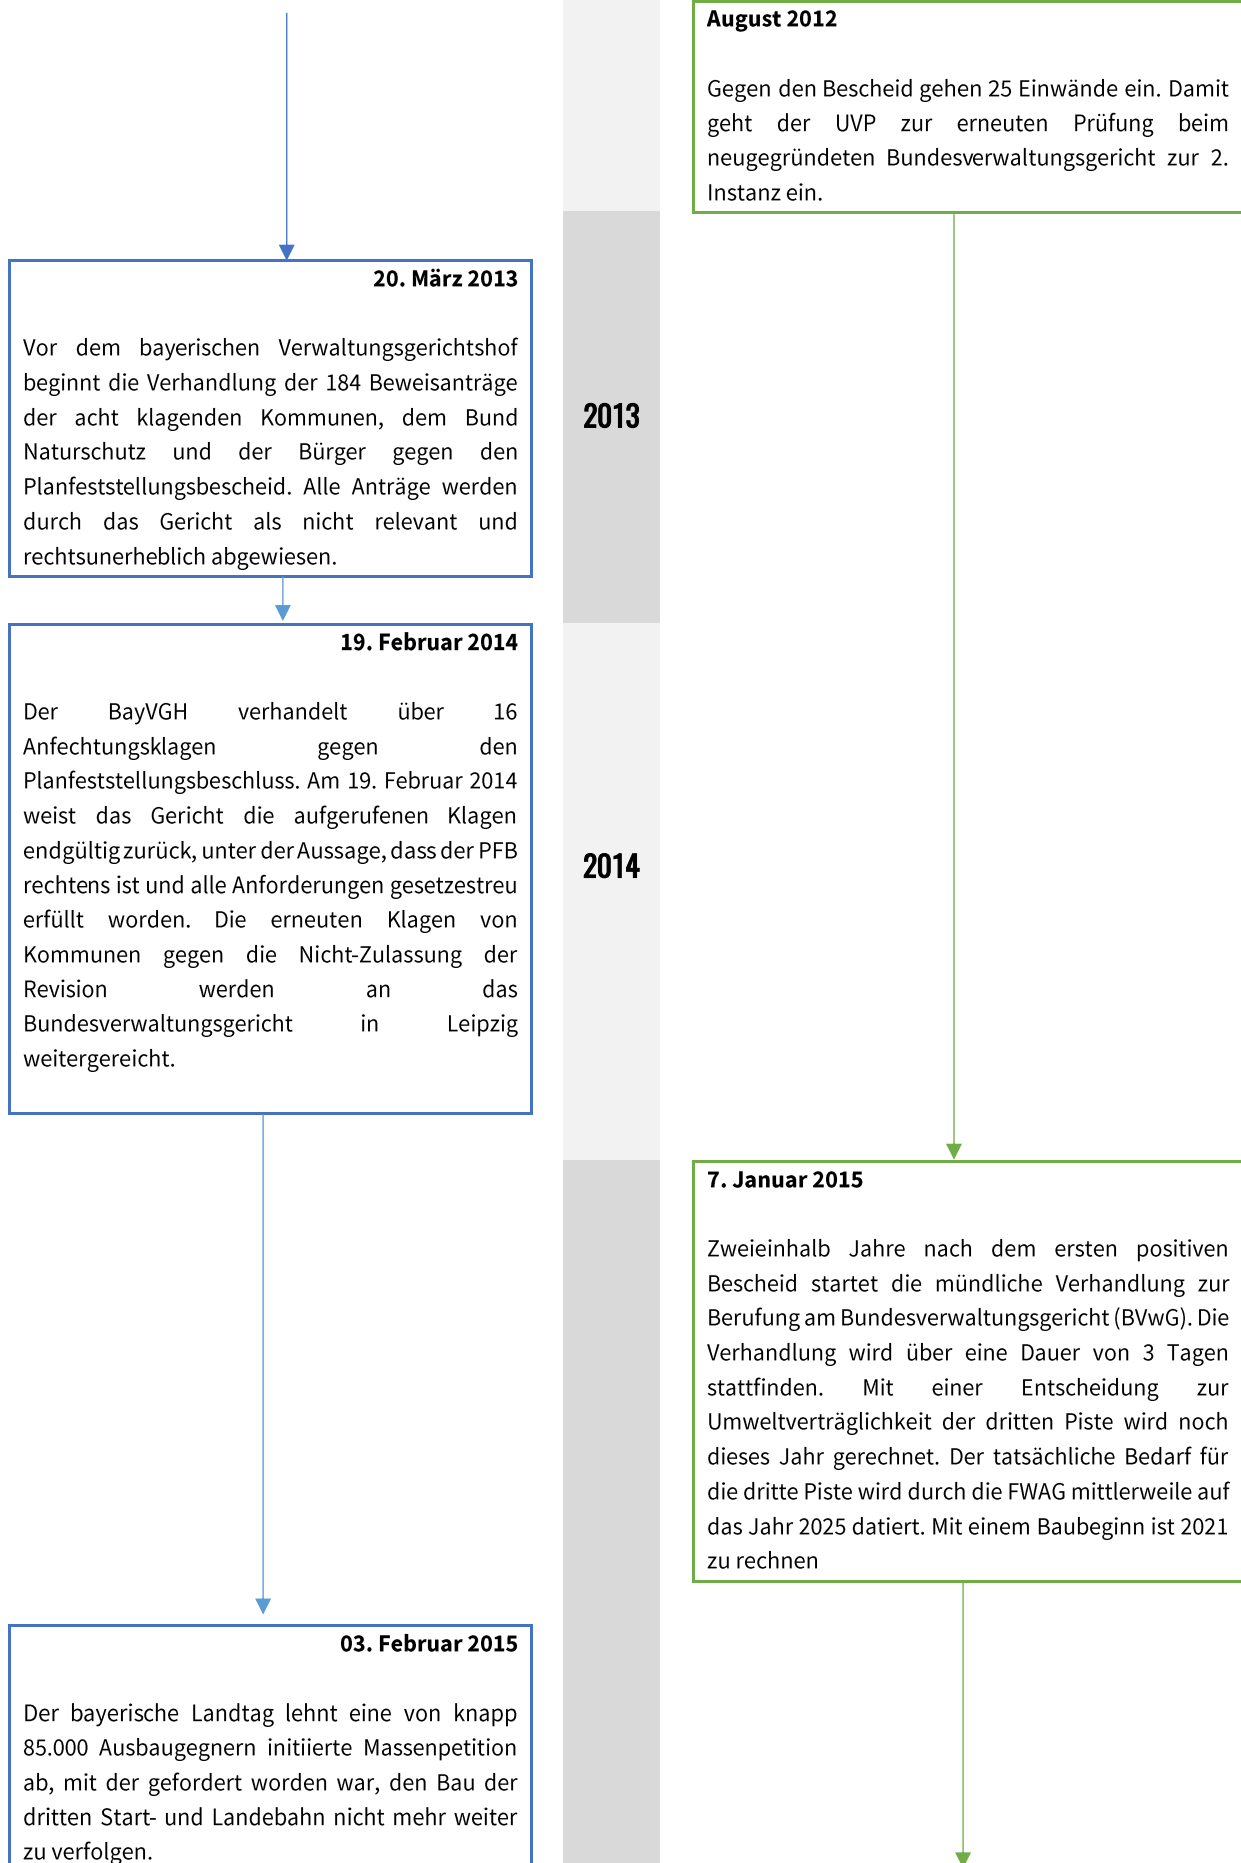 August 2012
Gegen den Bescheid gehen 25 Einwände ein. Damit
geht der UVP zur erneuten Prüfung beim
neugegründeten Bundesverwaltungsgericht zur 2.
Instanz ein.
20. März 2013
Vor dem bayerischen Verwaltungsgerichtshof
beginnt die Verhandlung der 184 Beweisanträge
der acht klagenden Kommunen, dem Bund
Naturschutz und der Bürger gegen den
Planfeststellungsbescheid. Alle Anträge werden
durch das Gericht als nicht relevant und
rechtsunerheblich abgewiesen.
2013
19. Februar 2014
Der BayVGH verhandelt über 16
Anfechtungsklagen gegen den
Planfeststellungsbeschluss. Am 19. Februar 2014
weist das Gericht die aufgerufenen Klagen
endgültig zurück, unter der Aussage, dass der PFB
rechtens ist und alle Anforderungen gesetzestreu
erfüllt worden. Die erneuten Klagen von
Kommunen gegen die Nicht-Zulassung der
Revision werden an das
Bundesverwaltungsgericht in Leipzig
weitergereicht.
2014
7. Januar 2015
Zweieinhalb Jahre nach dem ersten positiven
Bescheid startet die mündliche Verhandlung zur
Berufung am Bundesverwaltungsgericht (BVwG). Die
Verhandlung wird über eine Dauer von 3 Tagen
stattfinden. Mit einer Entscheidung zur
Umweltverträglichkeit der dritten Piste wird noch
dieses Jahr gerechnet. Der tatsächliche Bedarf für
die dritte Piste wird durch die FWAG mittlerweile auf
das Jahr 2025 datiert. Mit einem Baubeginn ist 2021
zu rechnen
03. Februar 2015
Der bayerische Landtag lehnt eine von knapp
85.000 Ausbaugegnern initiierte Massenpetition
ab, mit der gefordert worden war, den Bau der
dritten Start- und Landebahn nicht mehr weiter
zu verfolgen.